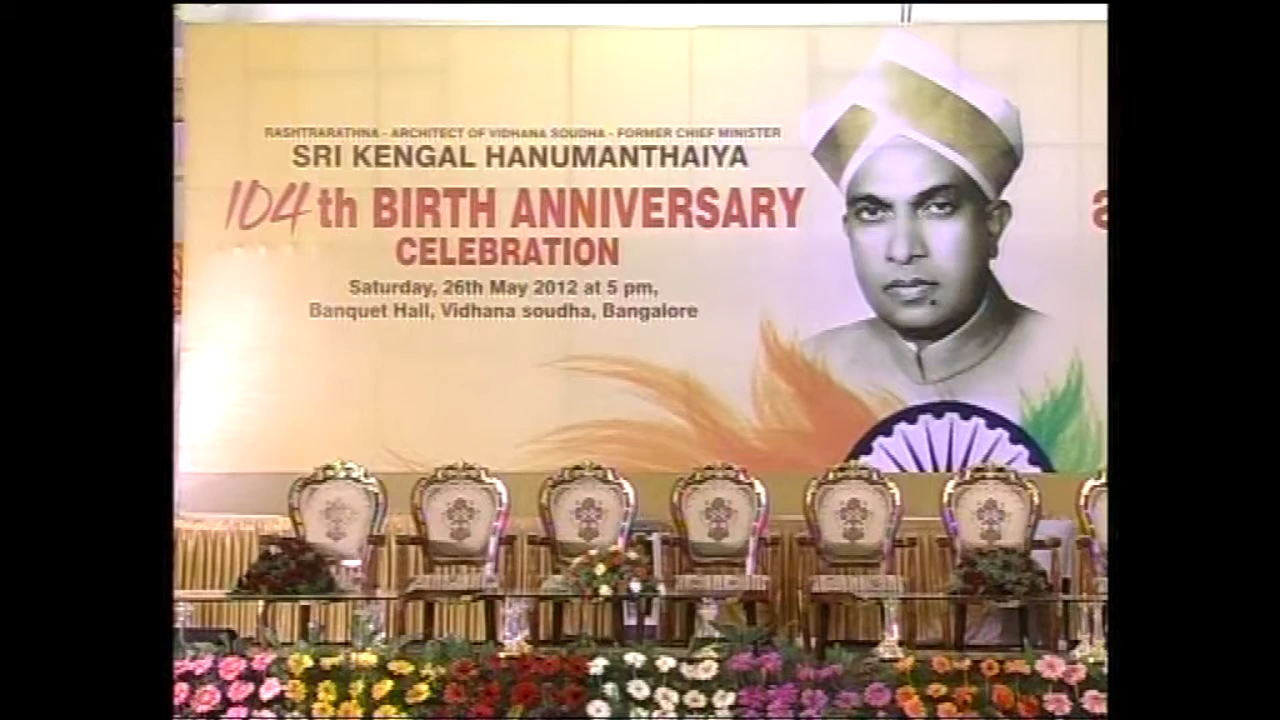 RASHTRARATHNA - ARCHITECT OF VIDHANA SOUDHA - FORMER CHIEF MINISTER
SRI KENGAL HANUMANTHAIYA
104th BIRTH ANNIVERSARY
CELEBRATION
Saturday, 26th May 2012 at 5 pm,
Banquet Hall, Vidhana soudha, Bangalore